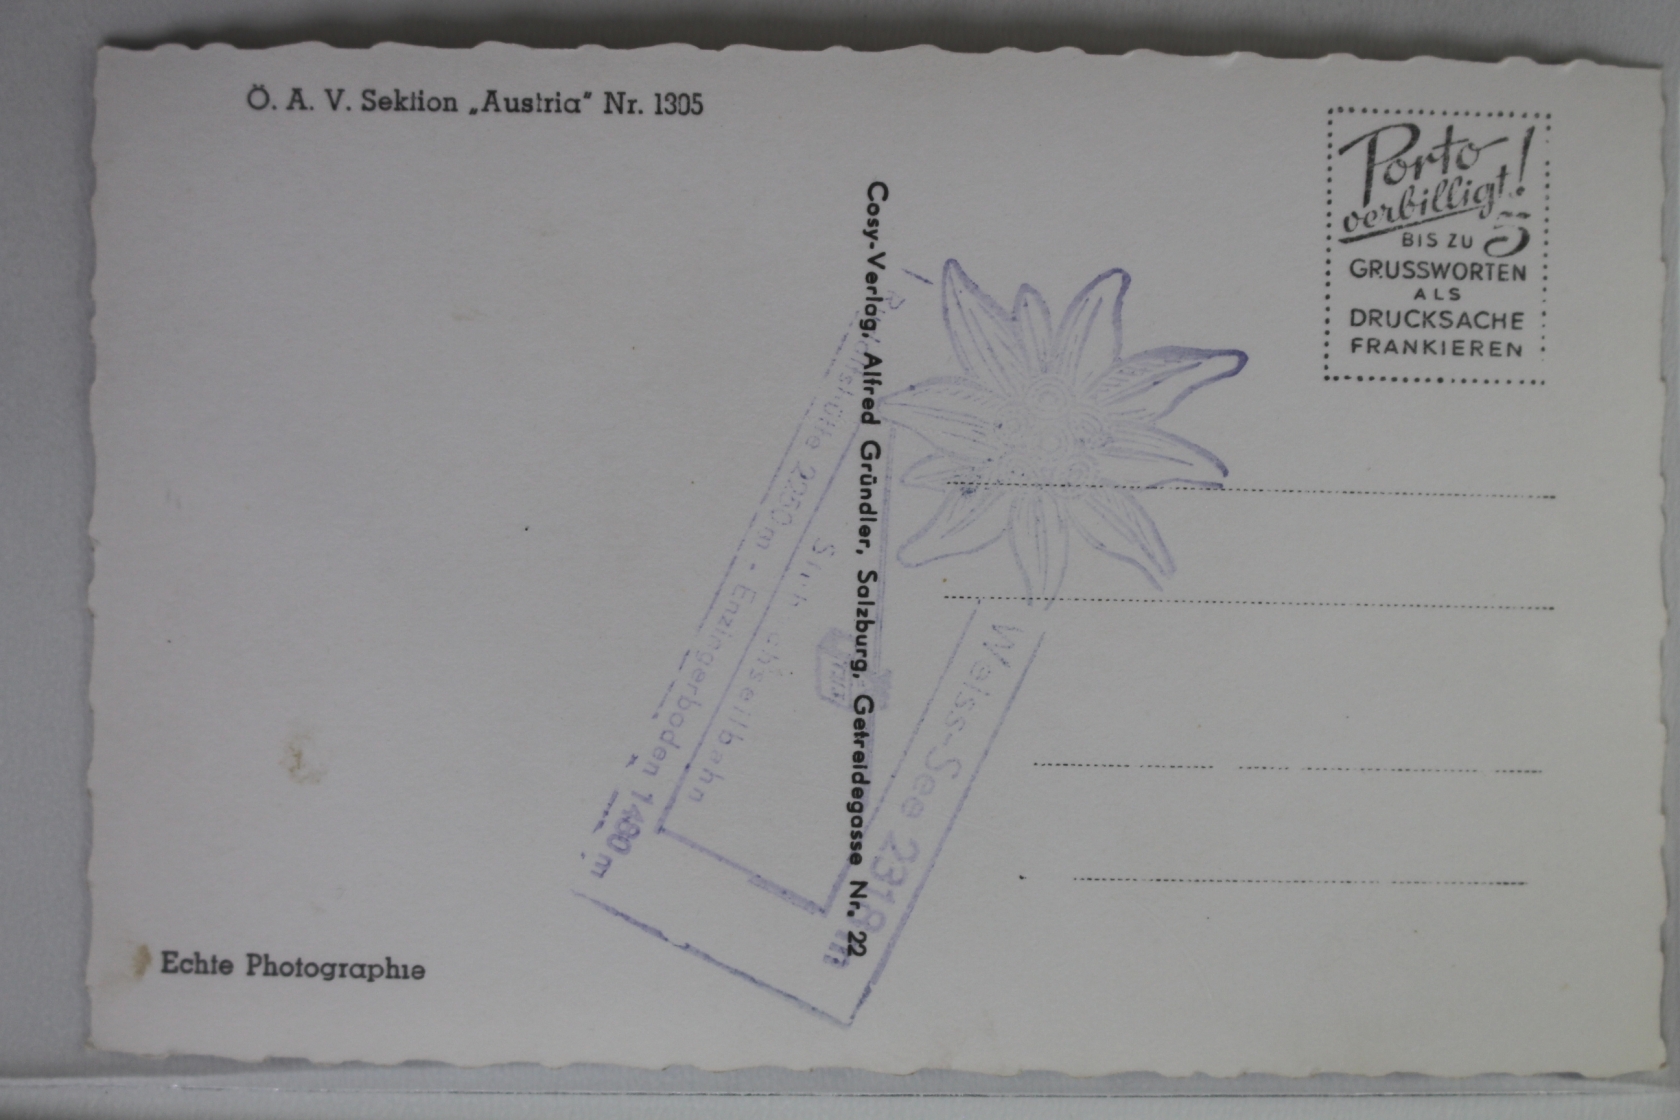 Ö. A. V. Sektion „Austria" Nr. 1305
Porto
verbilligt!
BIS ZU 5
GRUSSWORTEN
ALS
DRUCKSACHE
FRANKIEREN
Cosy-Verlag, Alfred Gründler, Salzburg, Getreidegasse Nr. 22
2250 m - Enzingerboden 1480 m
Weiss-See 2318 m
Echte Photographie